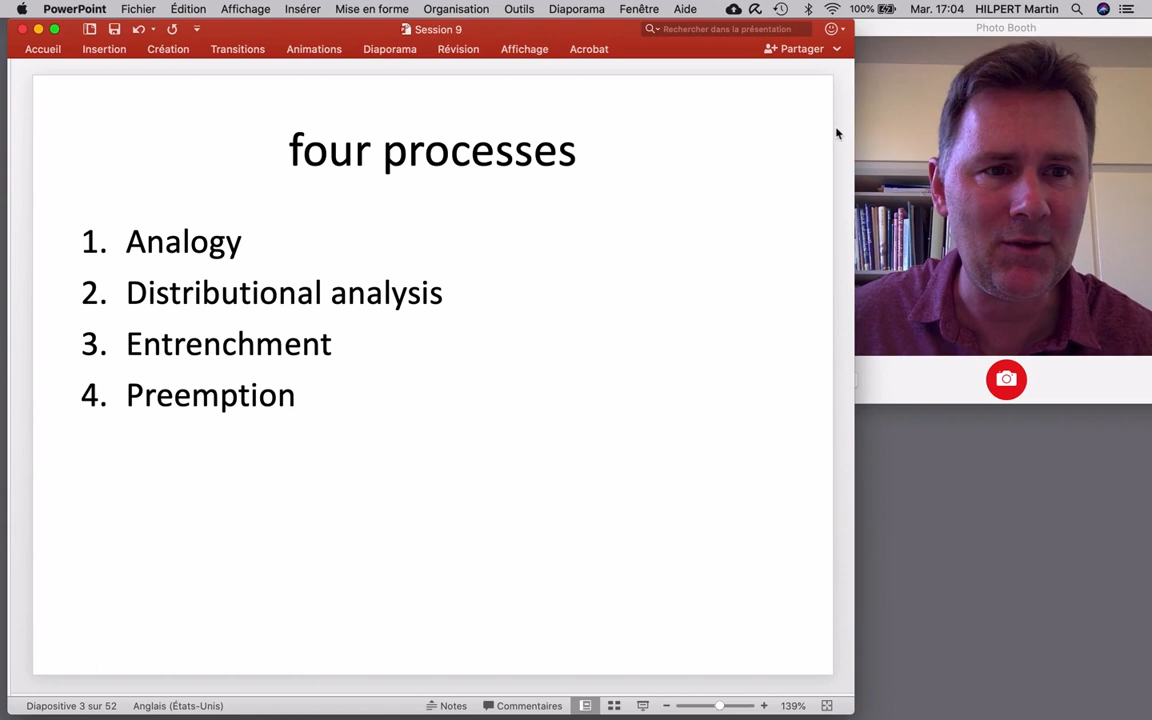 PowerPoint Fichier Édition Affichage Insérer Mise en forme Organisation Outils Diaporama Fenêtre Aide 100% Mar. 17:04 HILPERT Martin
Session 9
Rechercher dans la présentation
Photo Booth
Accueil Insertion Création Transitions Animations Diaporama Révision Affichage Acrobat Partager
four processes
1. Analogy
2. Distributional analysis
3. Entrenchment
4. Preemption
Diapositive 3 sur 52 Anglais (États-Unis) Notes Commentaires 139%